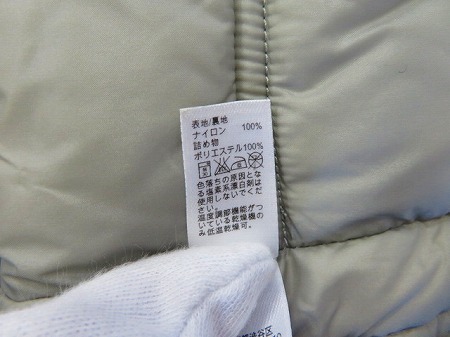 表地/裏地
ナイロン 100%
詰め物
ポリエステル100%
色落ちの原因とな
る塩素系漂白剤は
使用しないでくだ
さい。
温度調節機能がつ
いている乾燥機の
み低温乾燥可。
渋谷区